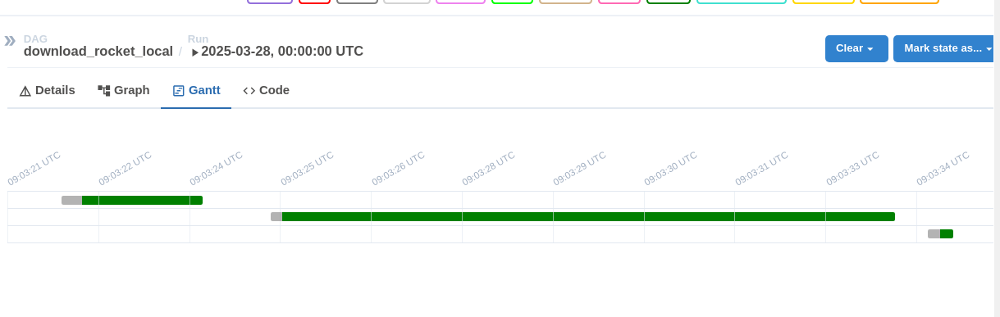 DAG Run
download_rocket_local / 2025-03-28, 00:00:00 UTC
Clear Mark state as...
Details Graph Gantt Code
09:03:21 UTC 09:03:22 UTC 09:03:24 UTC 09:03:25 UTC 09:03:26 UTC 09:03:28 UTC 09:03:29 UTC 09:03:30 UTC 09:03:31 UTC 09:03:33 UTC 09:03:34 UTC